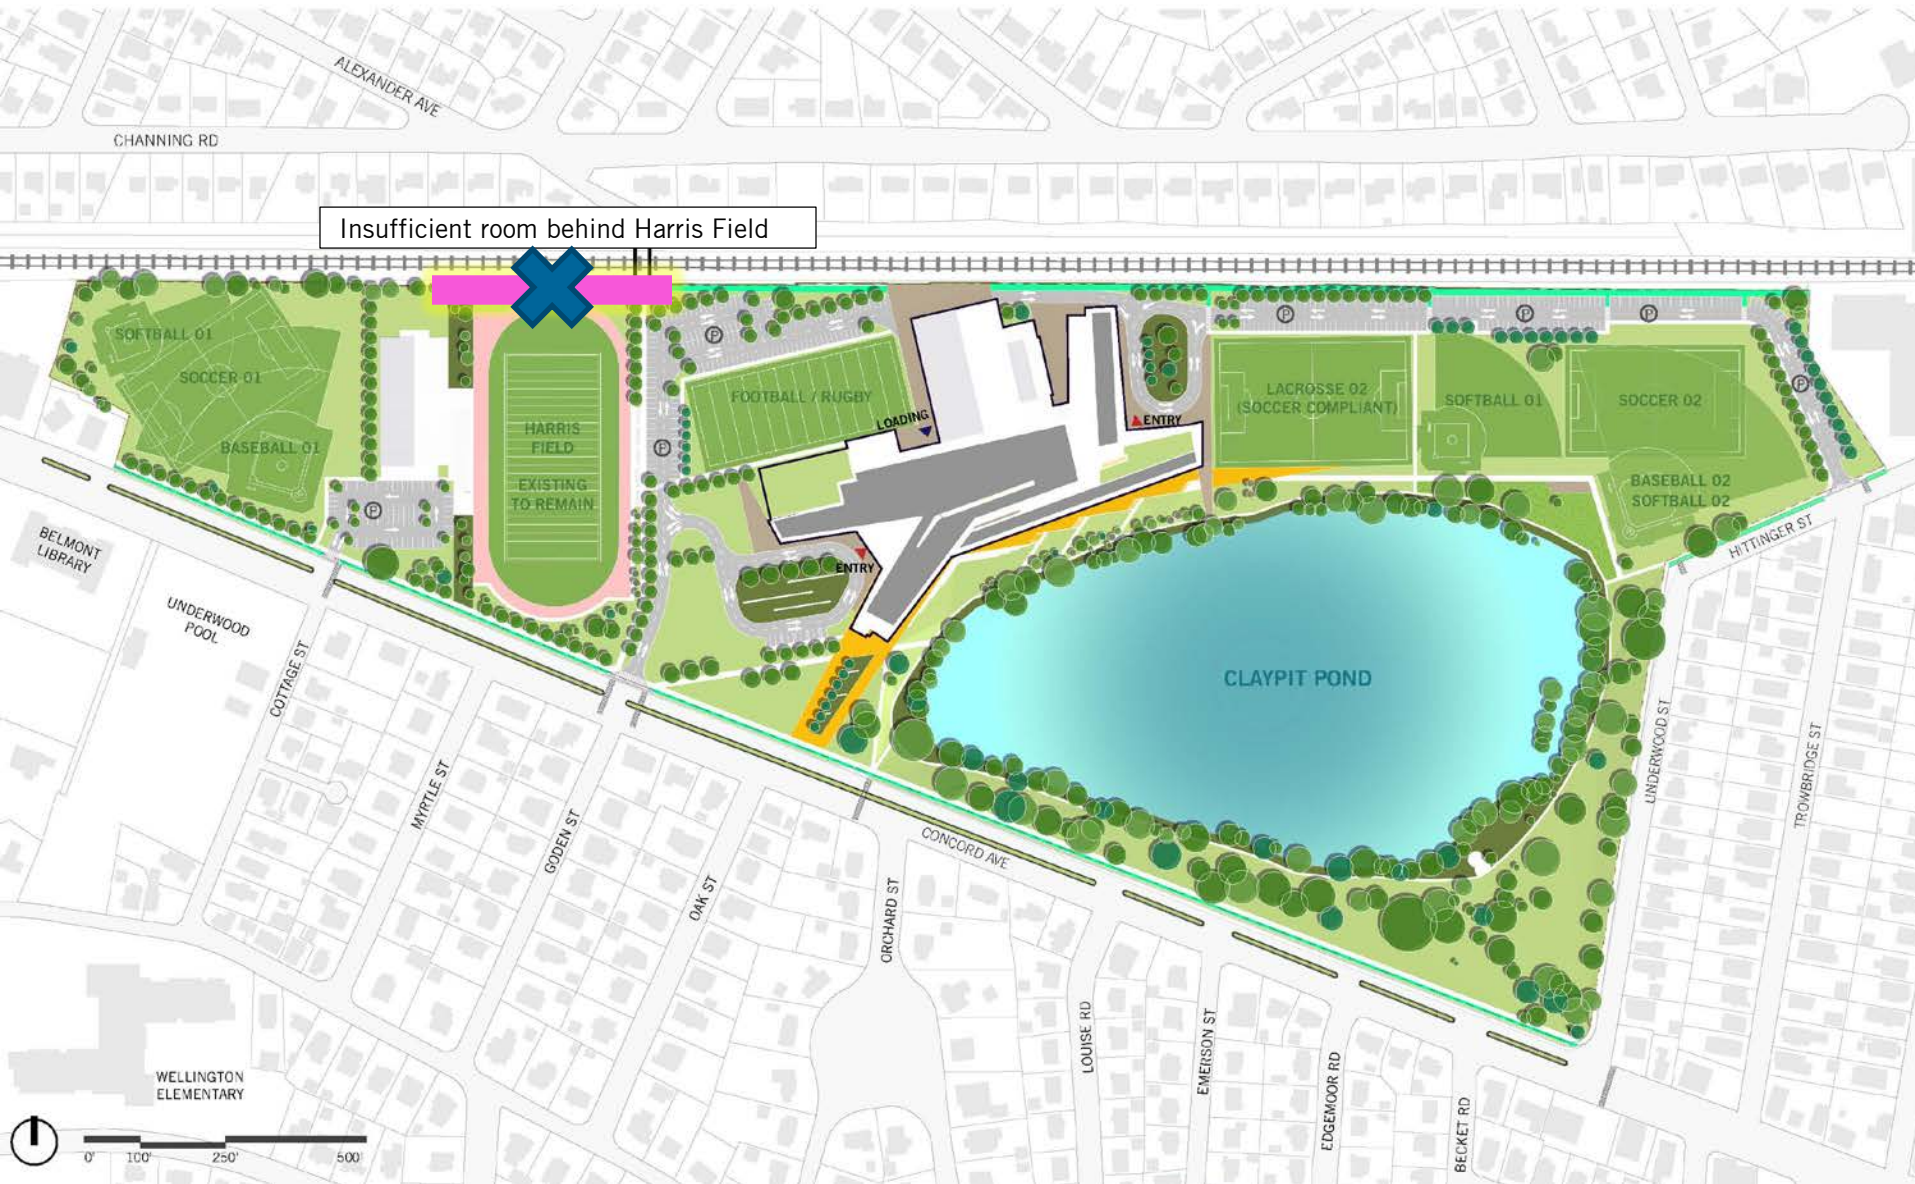 ALEXANDER AVE
CHANNING RD
Insufficient room behind Harris Field
SOFTBALL 01
SOCCER 01
BASEBALL 01
P
P
P
HARRIS
FIELD
EXISTING
TO REMAIN
FOOTBALL / RUGBY
LOADING
ENTRY
ENTRY
P
P
P
P
LACROSSE 02
(SOCCER COMPLIANT)
SOFTBALL 01
SOCCER 02
BASEBALL 02
SOFTBALL 02
HITTINGER ST
BELMONT
LIBRARY
UNDERWOOD
POOL
COTTAGE ST
MYRTLE ST
GODEN ST
OAK ST
ORCHARD ST
CONCORD AVE
CLAYPIT POND
UNDERWOOD ST
TROWBRIDGE ST
LOUISE RD
EMERSON ST
EDGEMOOR RD
BECKET RD
WELLINGTON
ELEMENTARY
0' 100' 250' 500'